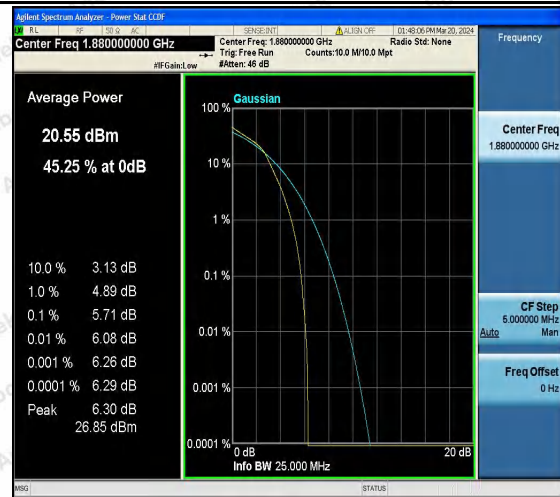 Agilent Spectrum Analyzer - Power Stat CCDF
RL RF 50 Ω AC SENSE:INT ALIGN OFF 01:48:06 PM Mar 20, 2024
Center Freq 1.880000000 GHz
Center Freq: 1.880000000 GHz Radio Std: None
Trig: Free Run Counts:10.0 M/10.0 Mpt
#IFGain:Low #Atten: 46 dB
Frequency
Average Power
20.55 dBm
45.25 % at 0dB
10.0 % 3.13 dB
1.0 % 4.89 dB
0.1 % 5.71 dB
0.01 % 6.08 dB
0.001 % 6.26 dB
0.0001 % 6.29 dB
Peak 6.30 dB
26.85 dBm
Gaussian
100 %
10 %
1 %
0.1 %
0.01 %
0.001 %
0.0001 %
0 dB 20 dB
Info BW 25.000 MHz
Center Freq
1.880000000 GHz
CF Step
5.000000 MHz
Auto Man
Freq Offset
0 Hz
MSG STATUS